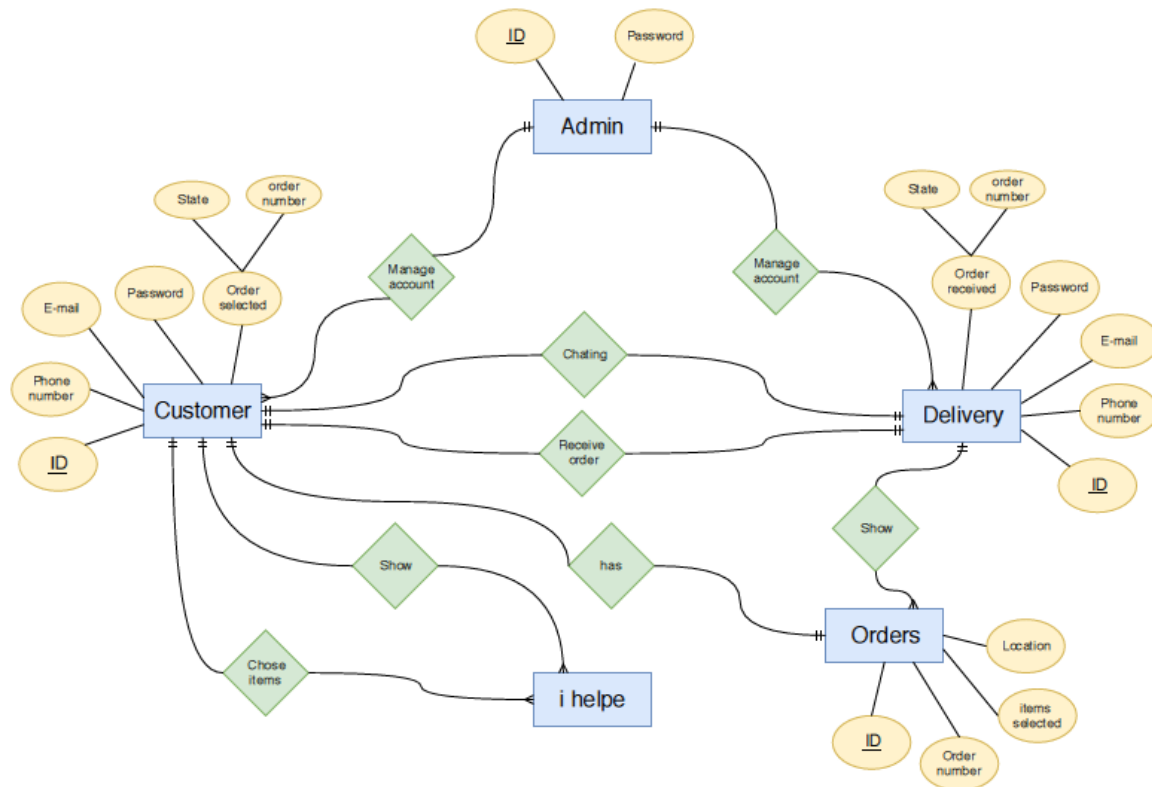 ID
Password
Admin
State
order
number
Manage
account
Manage
account
State
order
number
E-mail
Password
Order
selected
Order
received
Password
E-mail
Phone
number
Customer
Chating
Delivery
Phone
number
ID
Receive
order
ID
Show
Show
has
Orders
Location
Chose
items
i helpe
items
selected
ID
Order
number